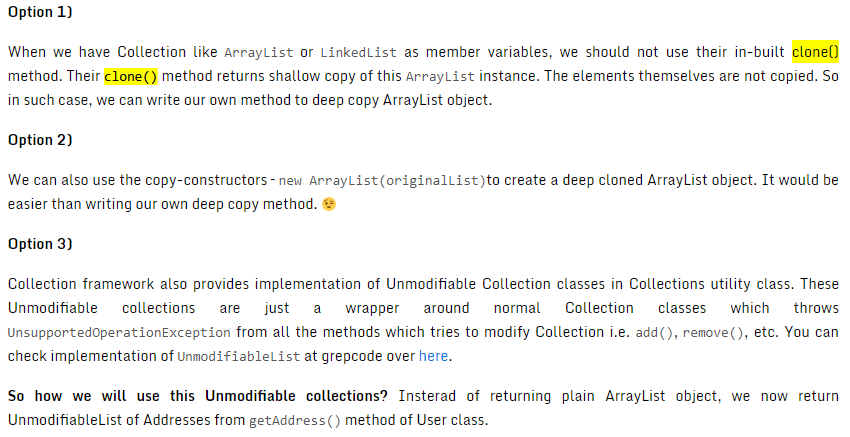 Option 1)
When we have Collection like ArrayList or LinkedList as member variables, we should not use their in-built clone()
method. Their clone() method returns shallow copy of this ArrayList instance. The elements themselves are not copied. So
in such case, we can write our own method to deep copy ArrayList object.
Option 2)
We can also use the copy-constructors - new ArrayList(originalList)to create a deep cloned ArrayList object. It would be
easier than writing our own deep copy method. 😉
Option 3)
Collection framework also provides implementation of Unmodifiable Collection classes in Collections utility class. These
Unmodifiable collections are just a wrapper around normal Collection classes which throws
UnsupportedOperationException from all the methods which tries to modify Collection i.e. add(), remove(), etc. You can
check implementation of UnmodifiableList at grepcode over here.
So how we will use this Unmodifiable collections? Insterad of returning plain ArrayList object, we now return
UnmodifiableList of Addresses from getAddress() method of User class.